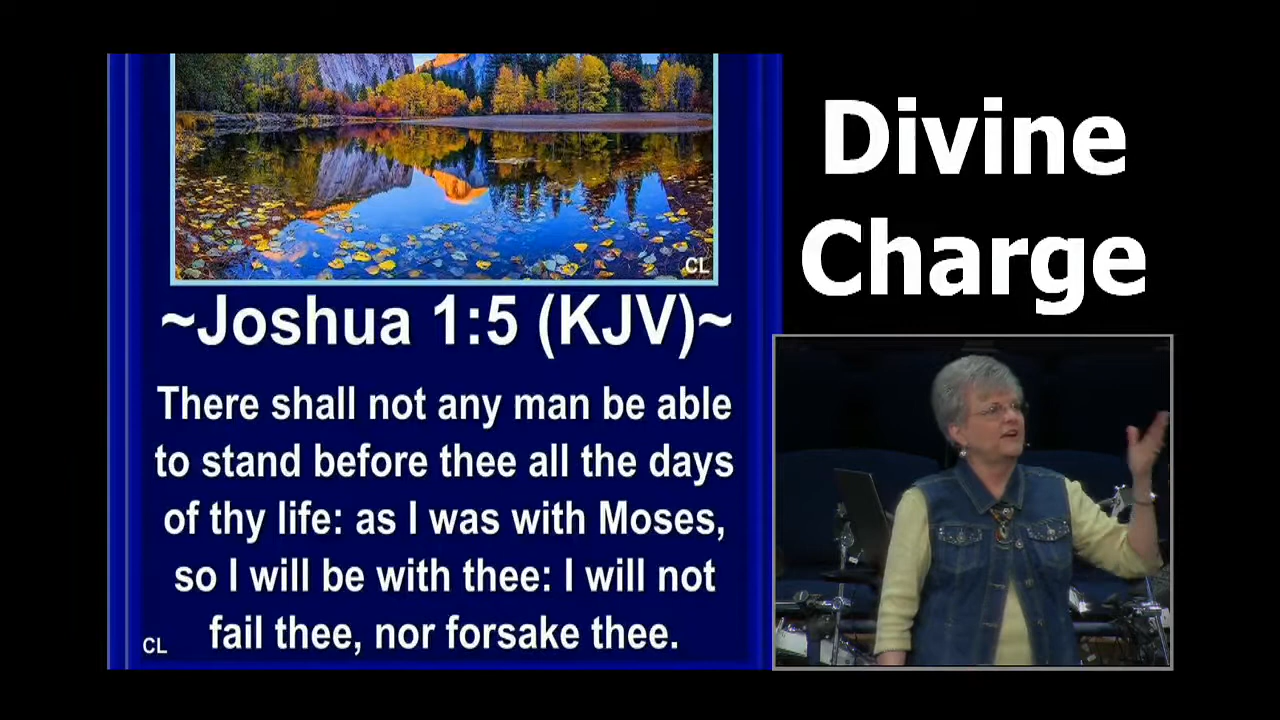 CL
~Joshua 1:5 (KJV)~
There shall not any man be able
to stand before thee all the days
of thy life: as I was with Moses,
so I will be with thee: I will not
fail thee, nor forsake thee.
CL
Divine
Charge